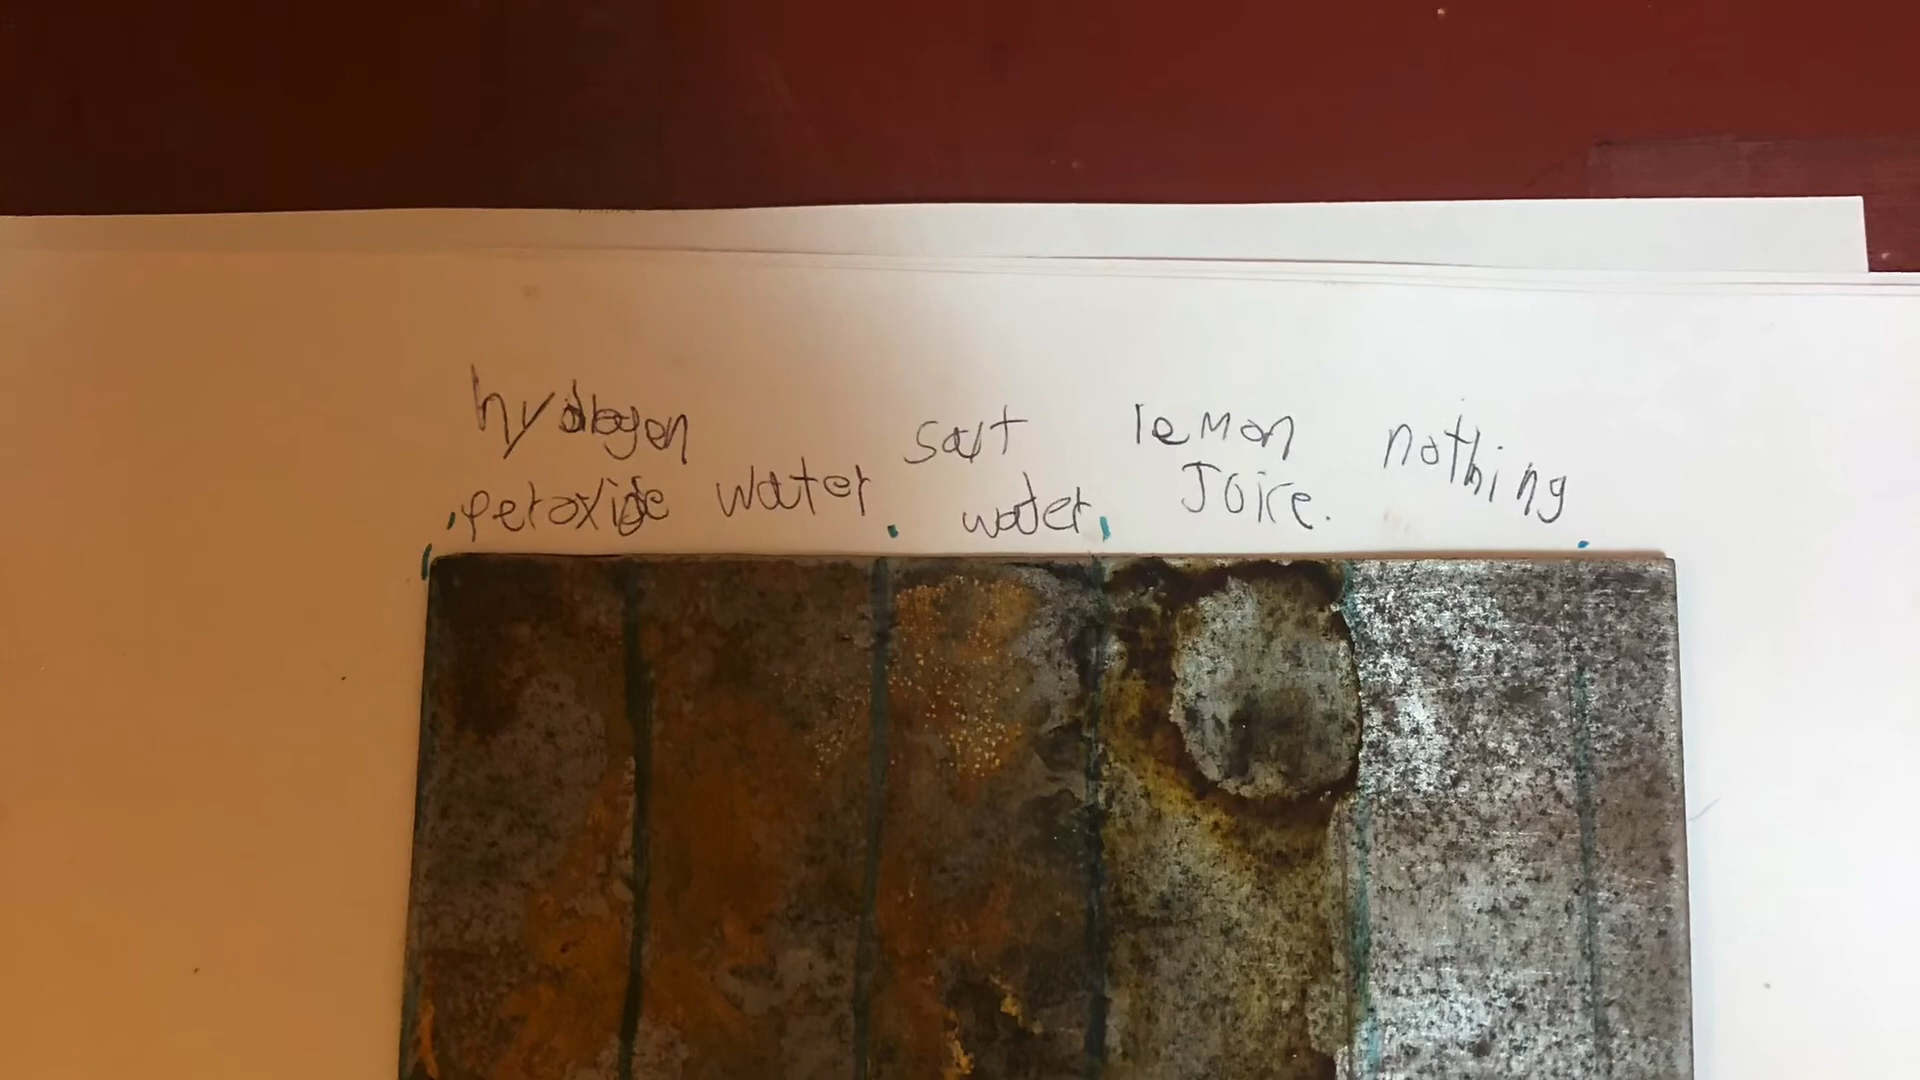 hydrogen
peroxide
water
salt
water
lemon
Joice.
nothing